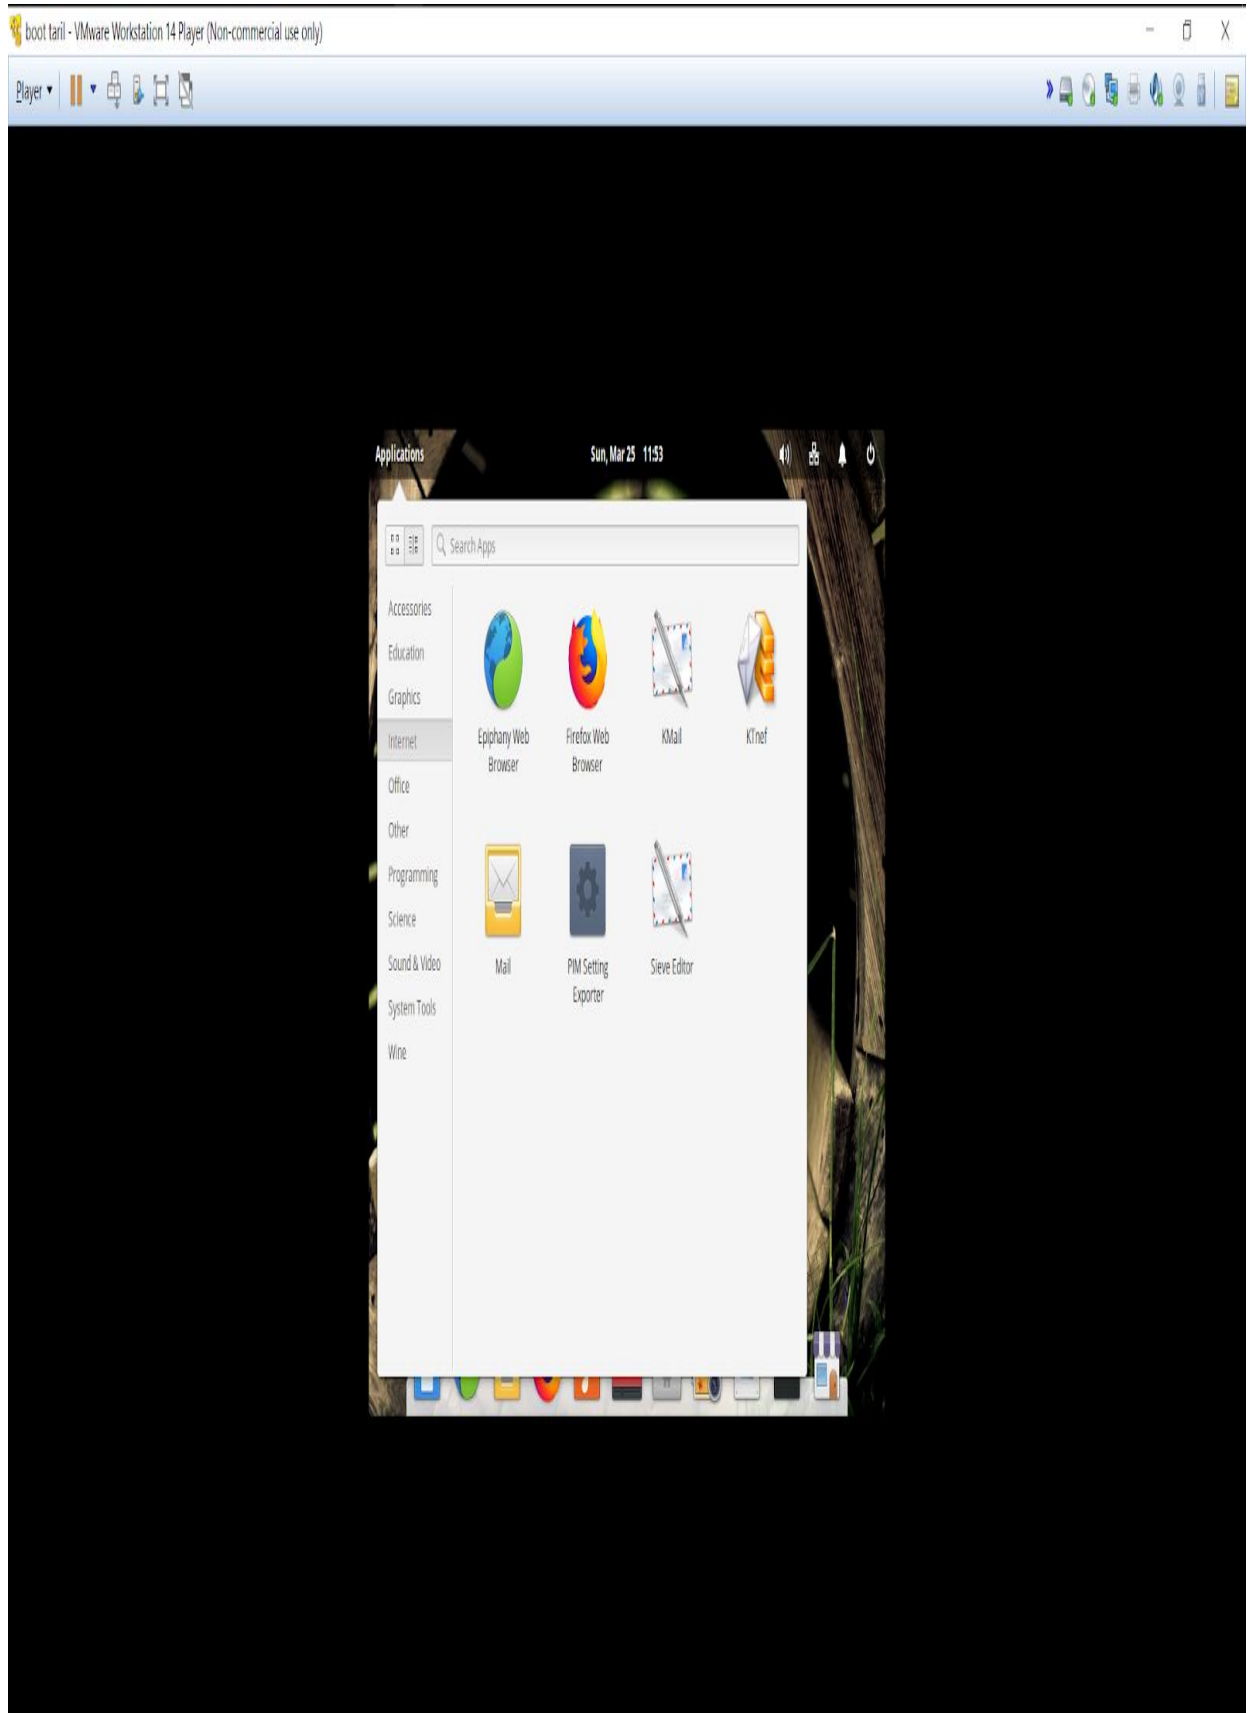 boot taril - VMware Workstation 14 Player (Non-commercial use only)
Player
Applications
Sun, Mar 25 11:53
Search Apps
Accessories
Education
Graphics
Internet
Office
Other
Programming
Science
Sound & Video
System Tools
Wine
Epiphany Web
Browser
Firefox Web
Browser
KMail
KTnef
Mail
PIM Setting
Exporter
Sieve Editor